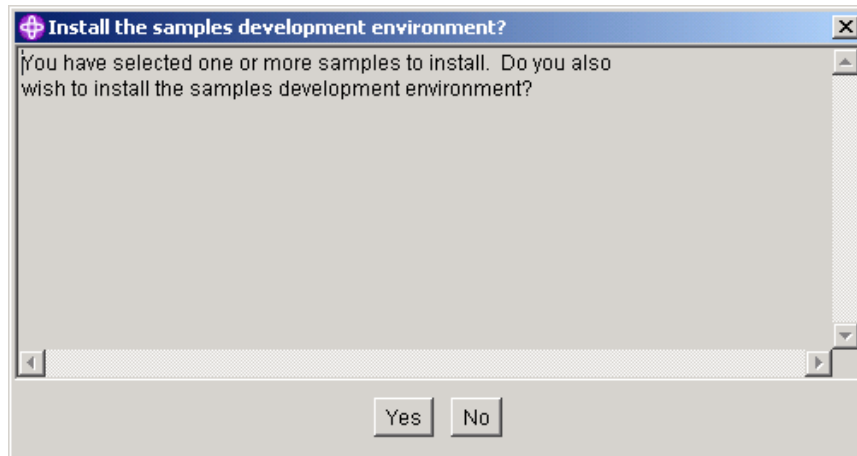 Install the samples development environment?
You have selected one or more samples to install.  Do you also
wish to install the samples development environment?
Yes No